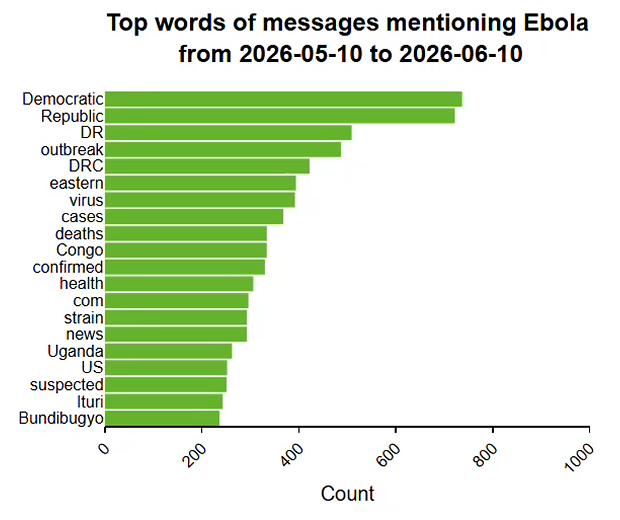 Top words of messages mentioning Ebola
from 2026-05-10 to 2026-06-10
Democratic
Republic
DR
outbreak
DRC
eastern
virus
cases
deaths
Congo
confirmed
health
com
strain
news
Uganda
US
suspected
Ituri
Bundibugyo
0
200
400
600
800
1000
Count